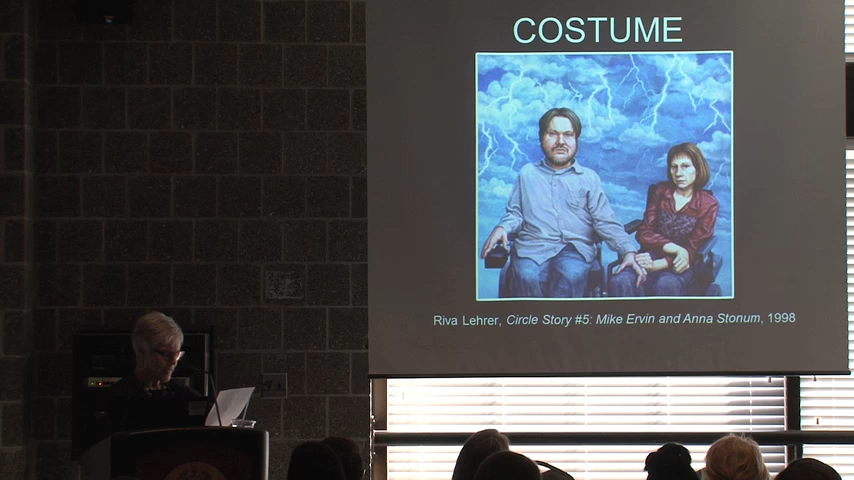 COSTUME
Riva Lehrer, Circle Story #5: Mike Ervin and Anna Stonum, 1998